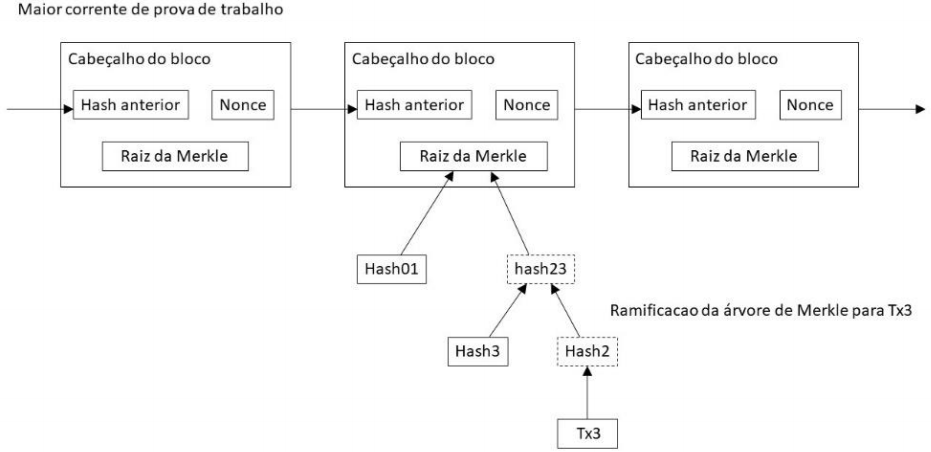 Maior corrente de prova de trabalho
Cabeçalho do bloco
Hash anterior
Nonce
Raiz da Merkle
Cabeçalho do bloco
Hash anterior
Nonce
Raiz da Merkle
Cabeçalho do bloco
Hash anterior
Nonce
Raiz da Merkle
Hash01
hash23
Ramificacao da árvore de Merkle para Tx3
Hash3
Hash2
Tx3